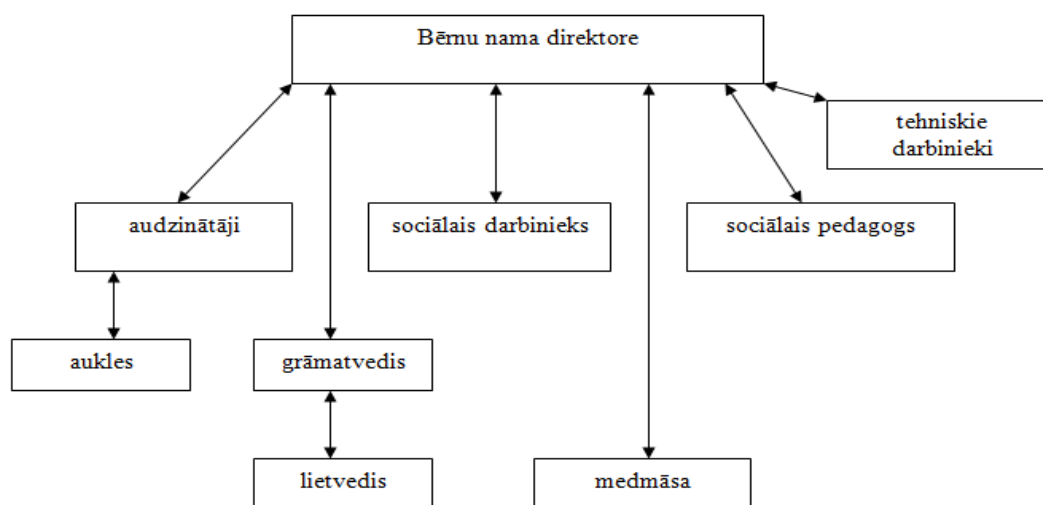 Bērnu nama direktore
tehniskie
darbinieki
audzinātāji
sociālais darbinieks
sociālais pedagogs
aukles
grāmatvedis
lietvedis
medmāsa